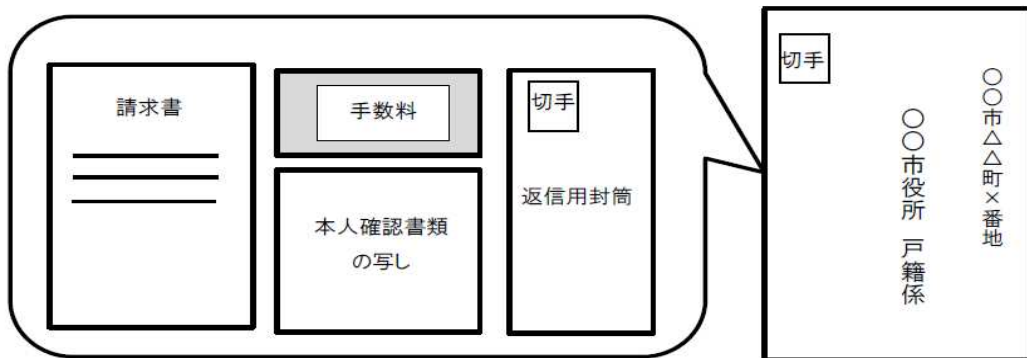 請求書
手数料
本人確認書類
の写し
切手
返信用封筒
切手
〇〇市△△町×番地
〇〇市役所 戸籍係